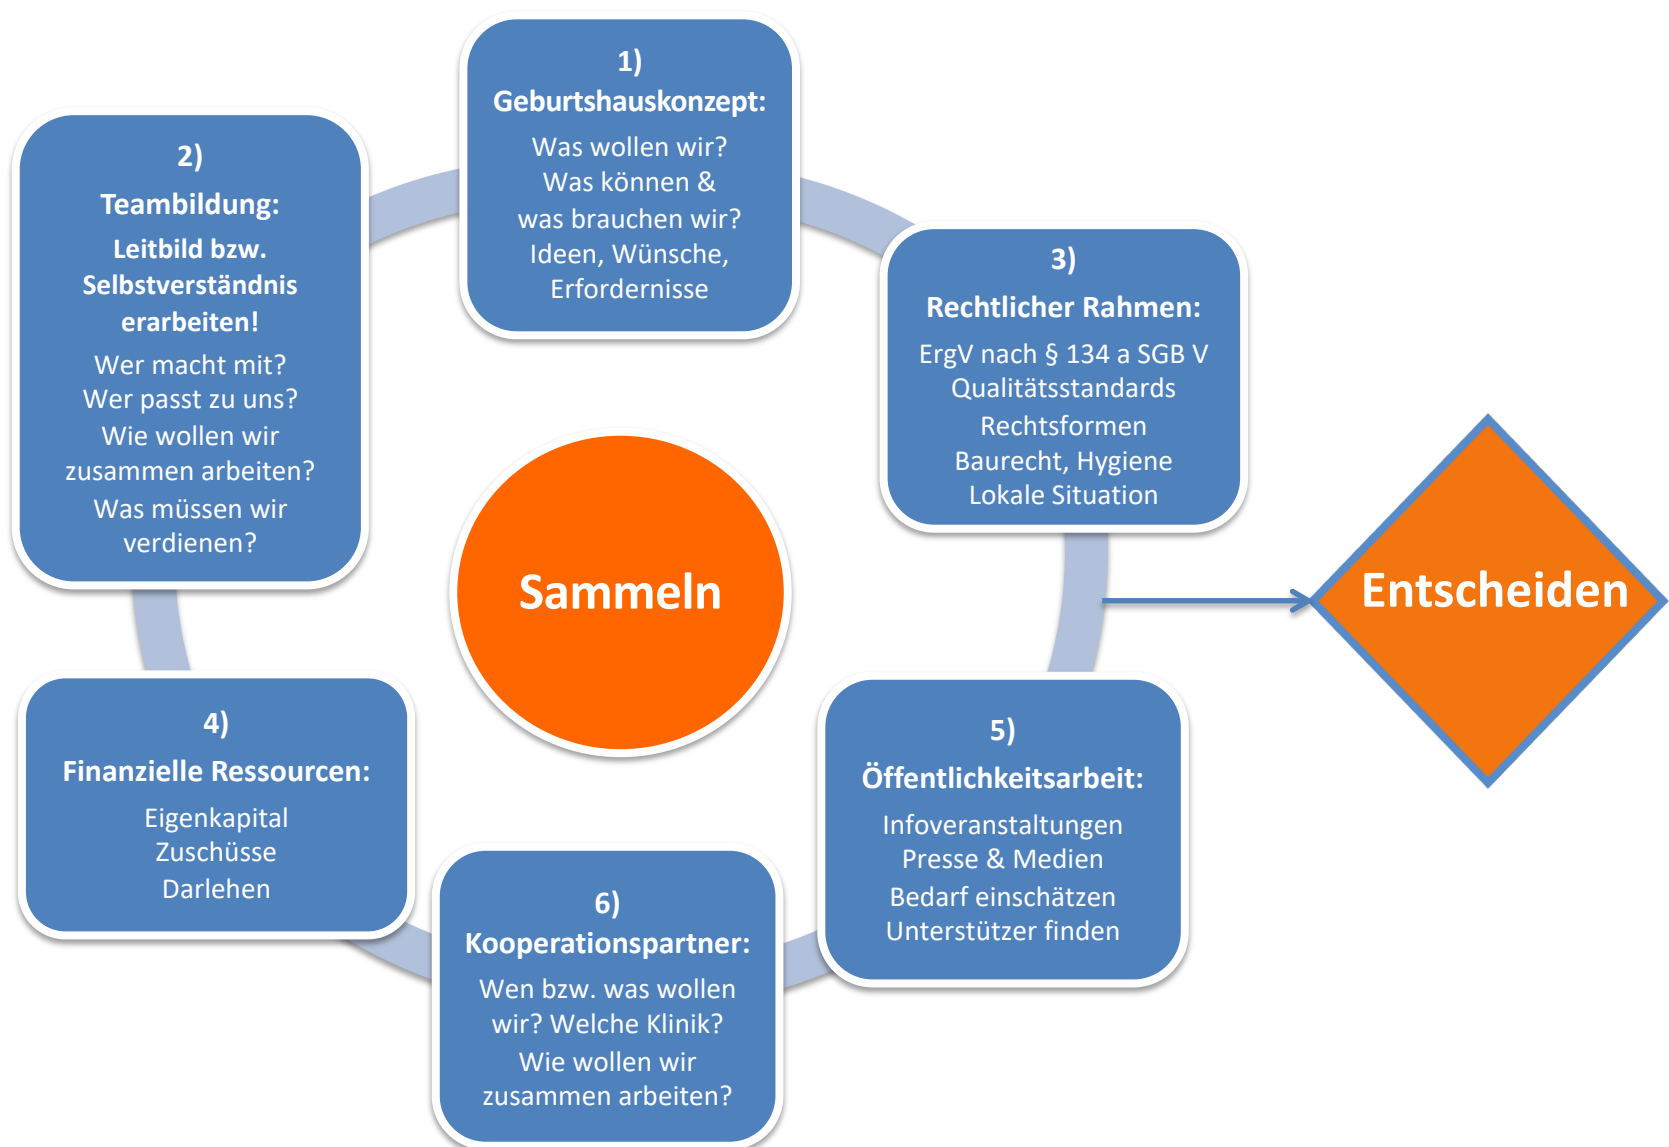 1)
Geburtshauskonzept:
Was wollen wir?
Was können &
was brauchen wir?
Ideen, Wünsche,
Erfordernisse
2)
Teambildung:
Leitbild bzw.
Selbstverständnis
erarbeiten!
Wer macht mit?
Wer passt zu uns?
Wie wollen wir
zusammen arbeiten?
Was müssen wir
verdienen?
3)
Rechtlicher Rahmen:
ErgV nach § 134 a SGB V
Qualitätsstandards
Rechtsformen
Baurecht, Hygiene
Lokale Situation
Sammeln
Entscheiden
4)
Finanzielle Ressourcen:
Eigenkapital
Zuschüsse
Darlehen
5)
Öffentlichkeitsarbeit:
Infoveranstaltungen
Presse & Medien
Bedarf einschätzen
Unterstützer finden
6)
Kooperationspartner:
Wen bzw. was wollen
wir? Welche Klinik?
Wie wollen wir
zusammen arbeiten?